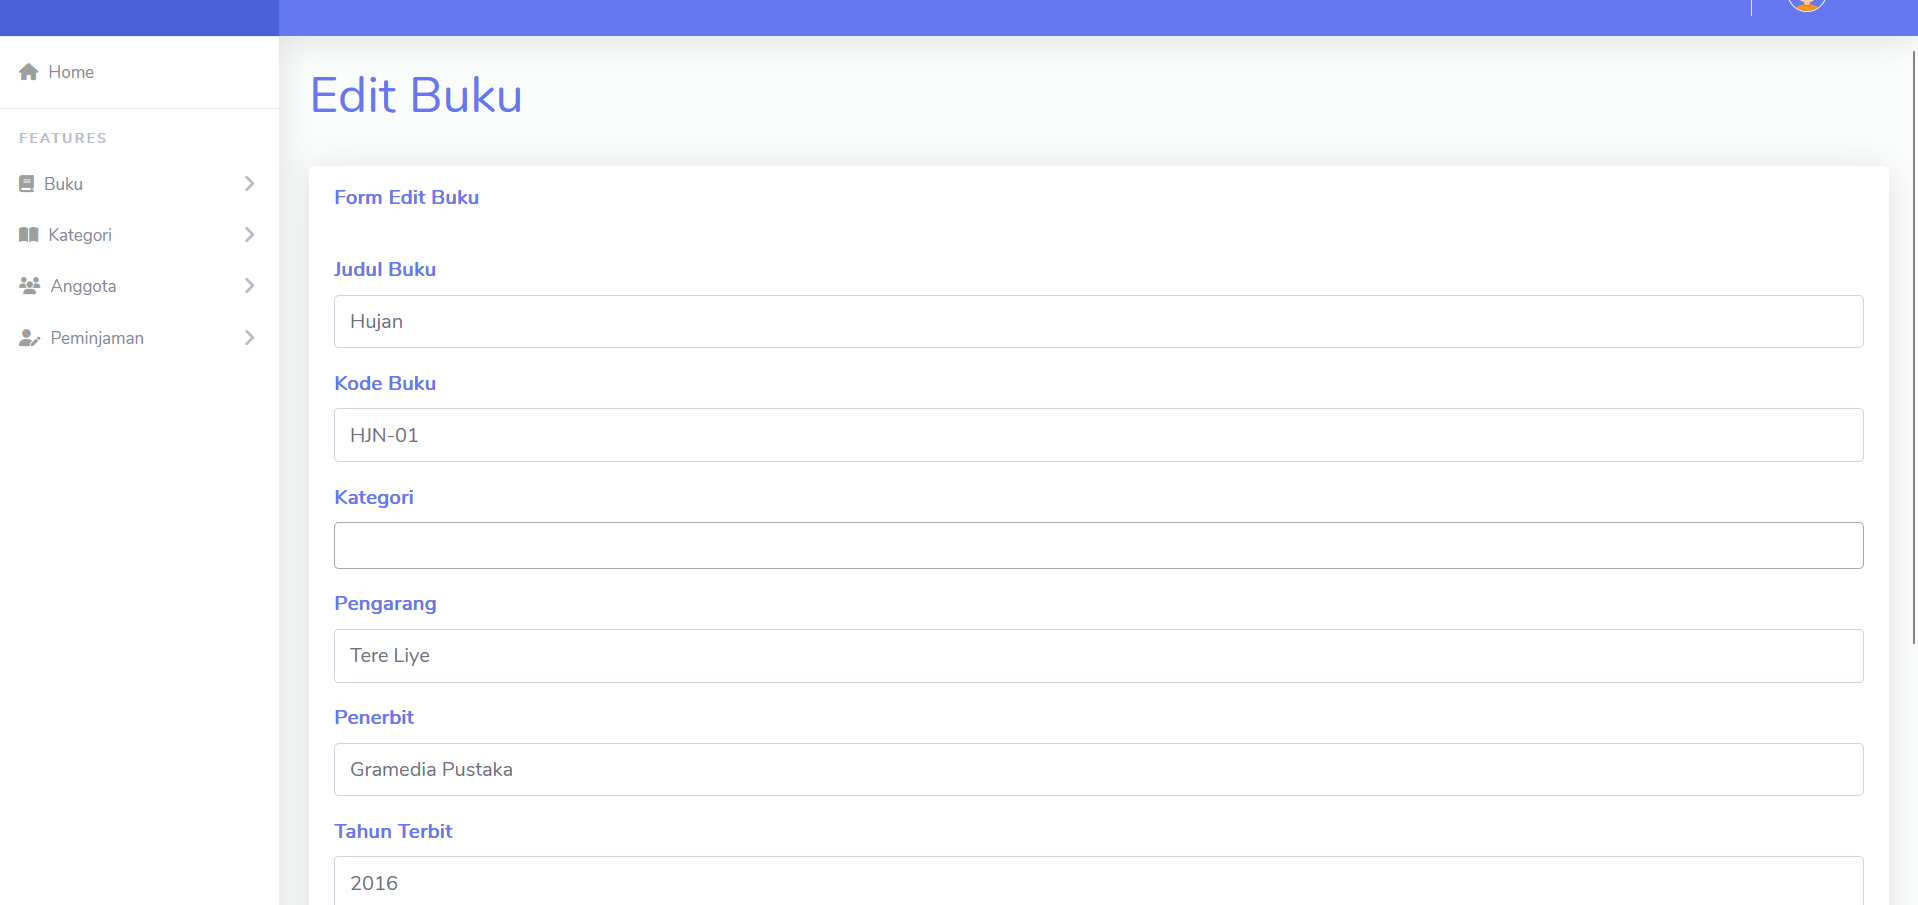 Home
FEATURES
Buku
Kategori
Anggota
Peminjaman
Edit Buku
Form Edit Buku
Judul Buku
Hujan
Kode Buku
HJN-01
Kategori
Pengarang
Tere Liye
Penerbit
Gramedia Pustaka
Tahun Terbit
2016